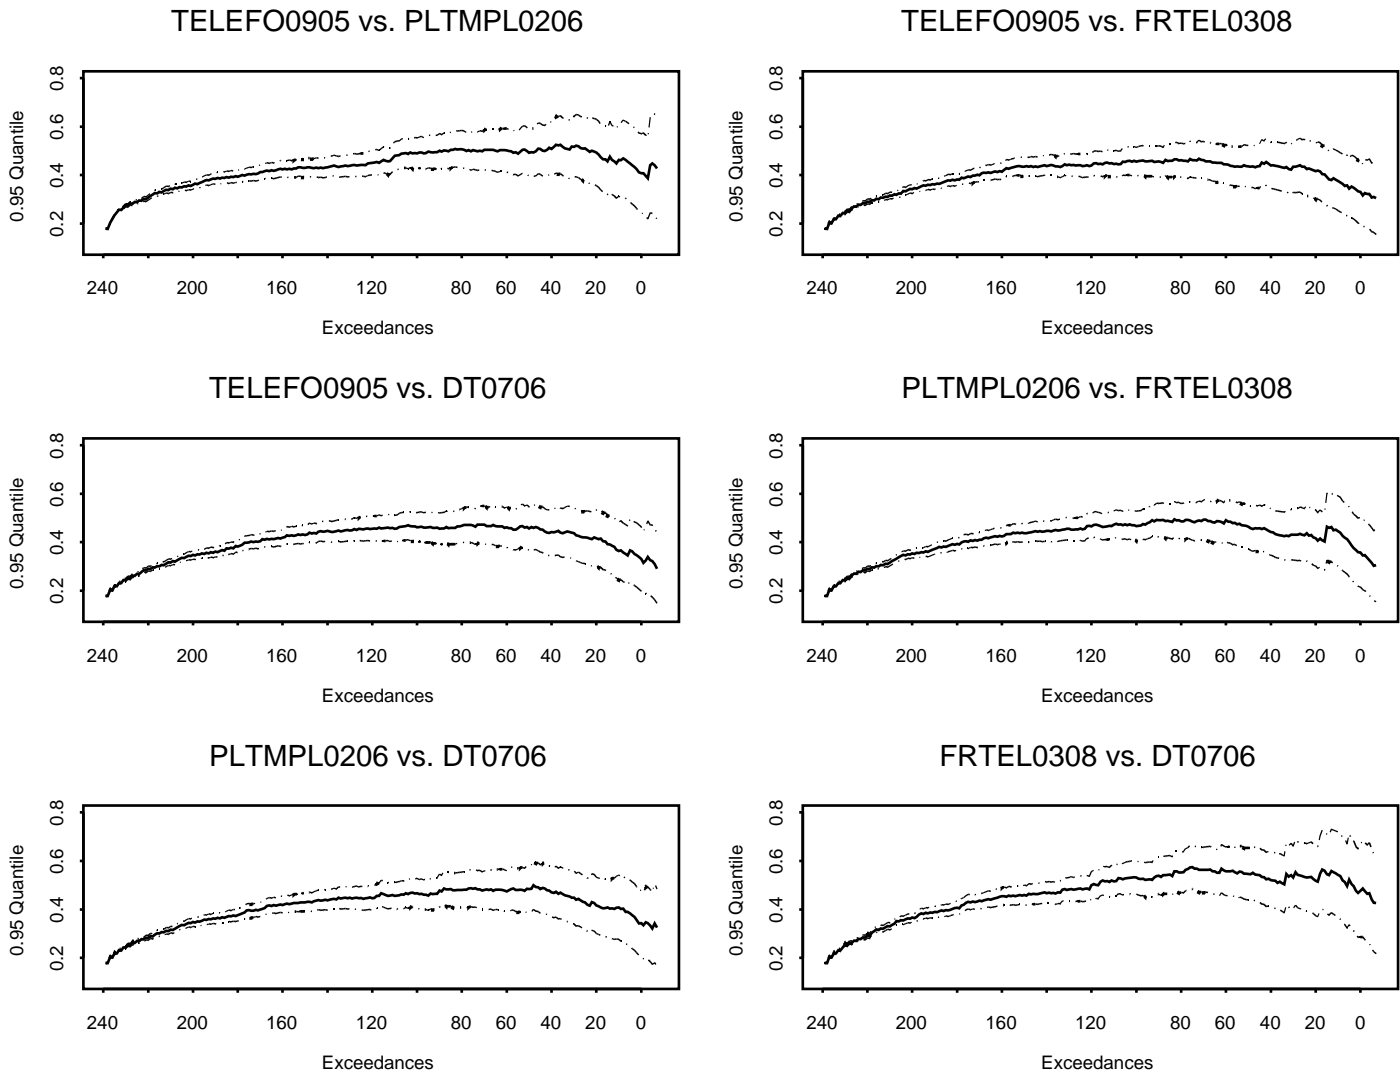 TELEFO0905 vs. PLTMPL0206
0.95 Quantile
0.8
0.6
0.4
0.2
240 200 160 120 80 60 40 20 0
Exceedances
TELEFO0905 vs. FRTEL0308
0.95 Quantile
0.8
0.6
0.4
0.2
240 200 160 120 80 60 40 20 0
Exceedances
TELEFO0905 vs. DT0706
0.95 Quantile
0.8
0.6
0.4
0.2
240 200 160 120 80 60 40 20 0
Exceedances
PLTMPL0206 vs. FRTEL0308
0.95 Quantile
0.8
0.6
0.4
0.2
240 200 160 120 80 60 40 20 0
Exceedances
PLTMPL0206 vs. DT0706
0.95 Quantile
0.8
0.6
0.4
0.2
240 200 160 120 80 60 40 20 0
Exceedances
FRTEL0308 vs. DT0706
0.95 Quantile
0.8
0.6
0.4
0.2
240 200 160 120 80 60 40 20 0
Exceedances